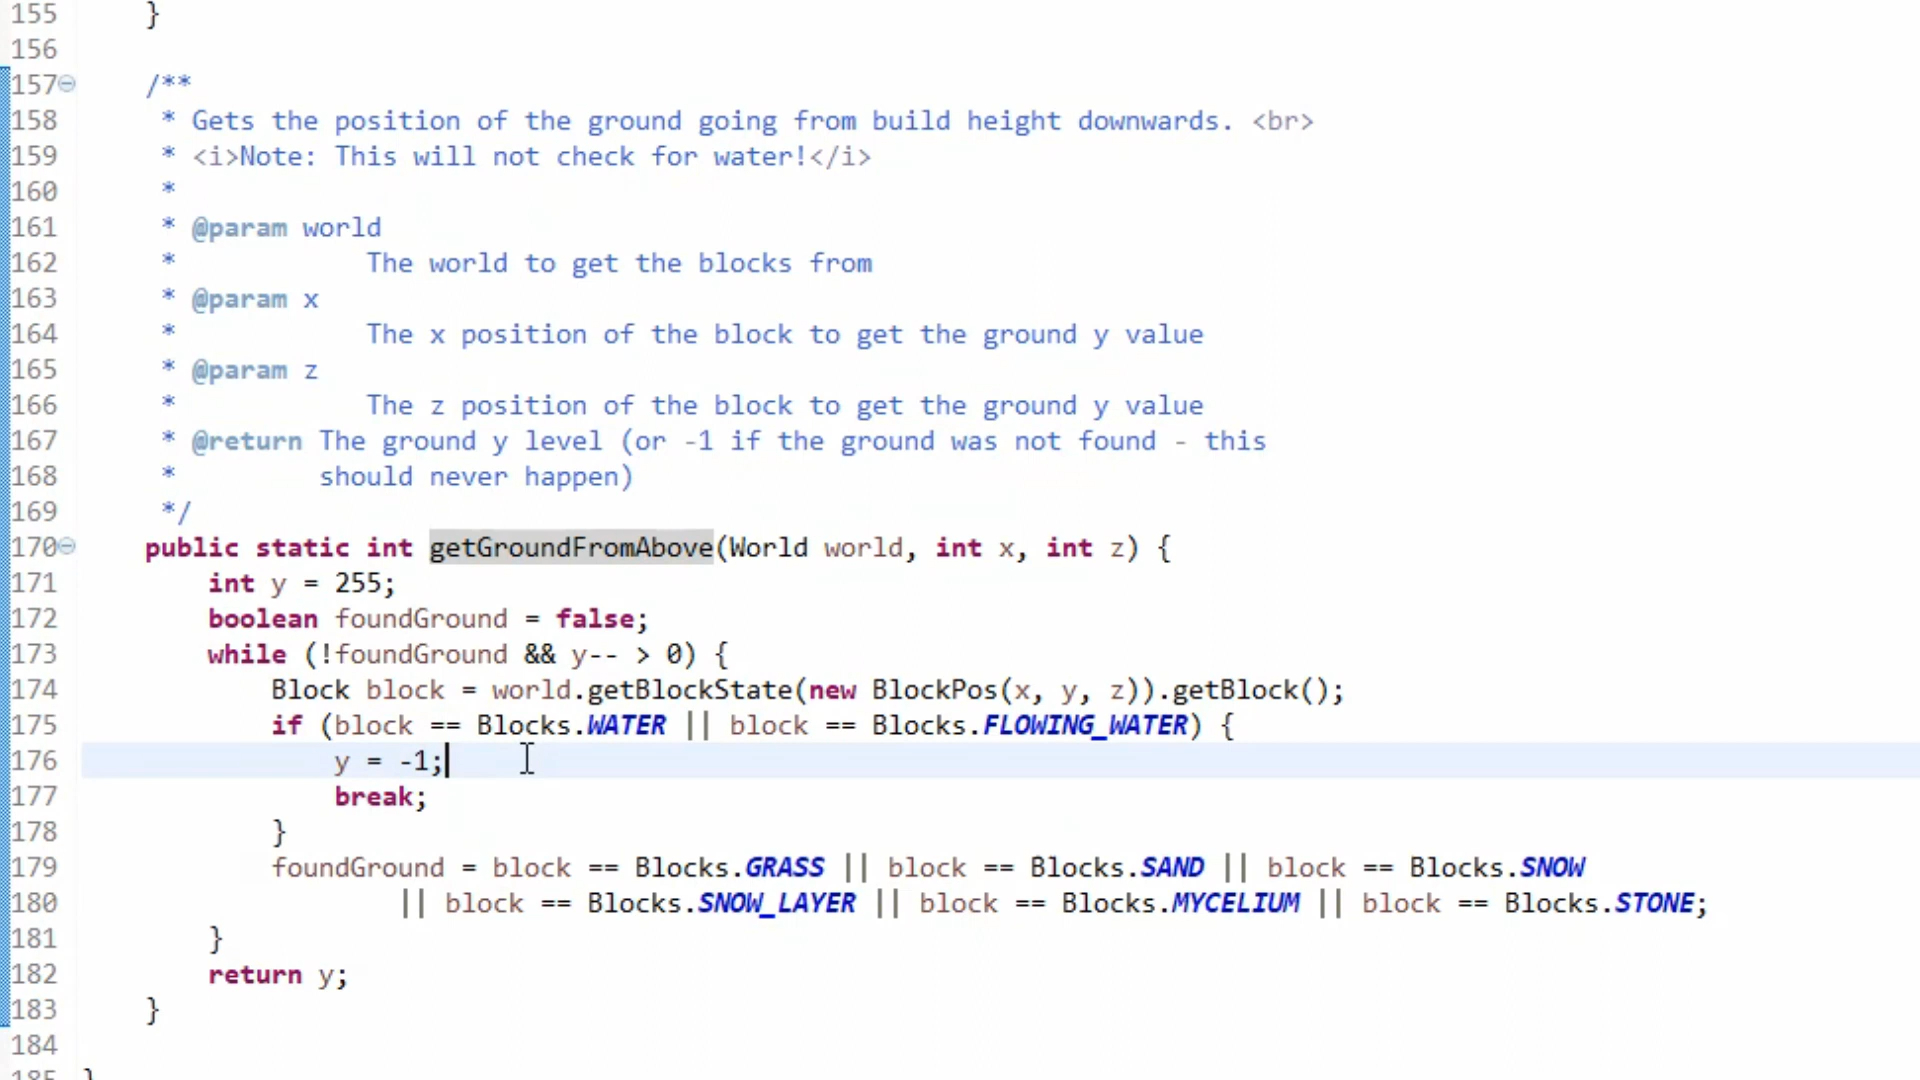 155 }
156
157 /**
158 * Gets the position of the ground going from build height downwards. <br>
159 * <i>Note: This will not check for water!</i>
160 *
161 * @param world
162 * The world to get the blocks from
163 * @param x
164 * The x position of the block to get the ground y value
165 * @param z
166 * The z position of the block to get the ground y value
167 * @return The ground y level (or -1 if the ground was not found - this
168 * should never happen)
169 */
170 public static int getGroundFromAbove(World world, int x, int z) {
171 int y = 255;
172 boolean foundGround = false;
173 while (!foundGround && y-- > 0) {
174 Block block = world.getBlockState(new BlockPos(x, y, z)).getBlock();
175 if (block == Blocks.WATER || block == Blocks.FLOWING_WATER) {
176 y = -1;
177 break;
178 }
179 foundGround = block == Blocks.GRASS || block == Blocks.SAND || block == Blocks.SNOW
180 || block == Blocks.SNOW_LAYER || block == Blocks.MYCELIUM || block == Blocks.STONE;
181 }
182 return y;
183 }
184
185 }